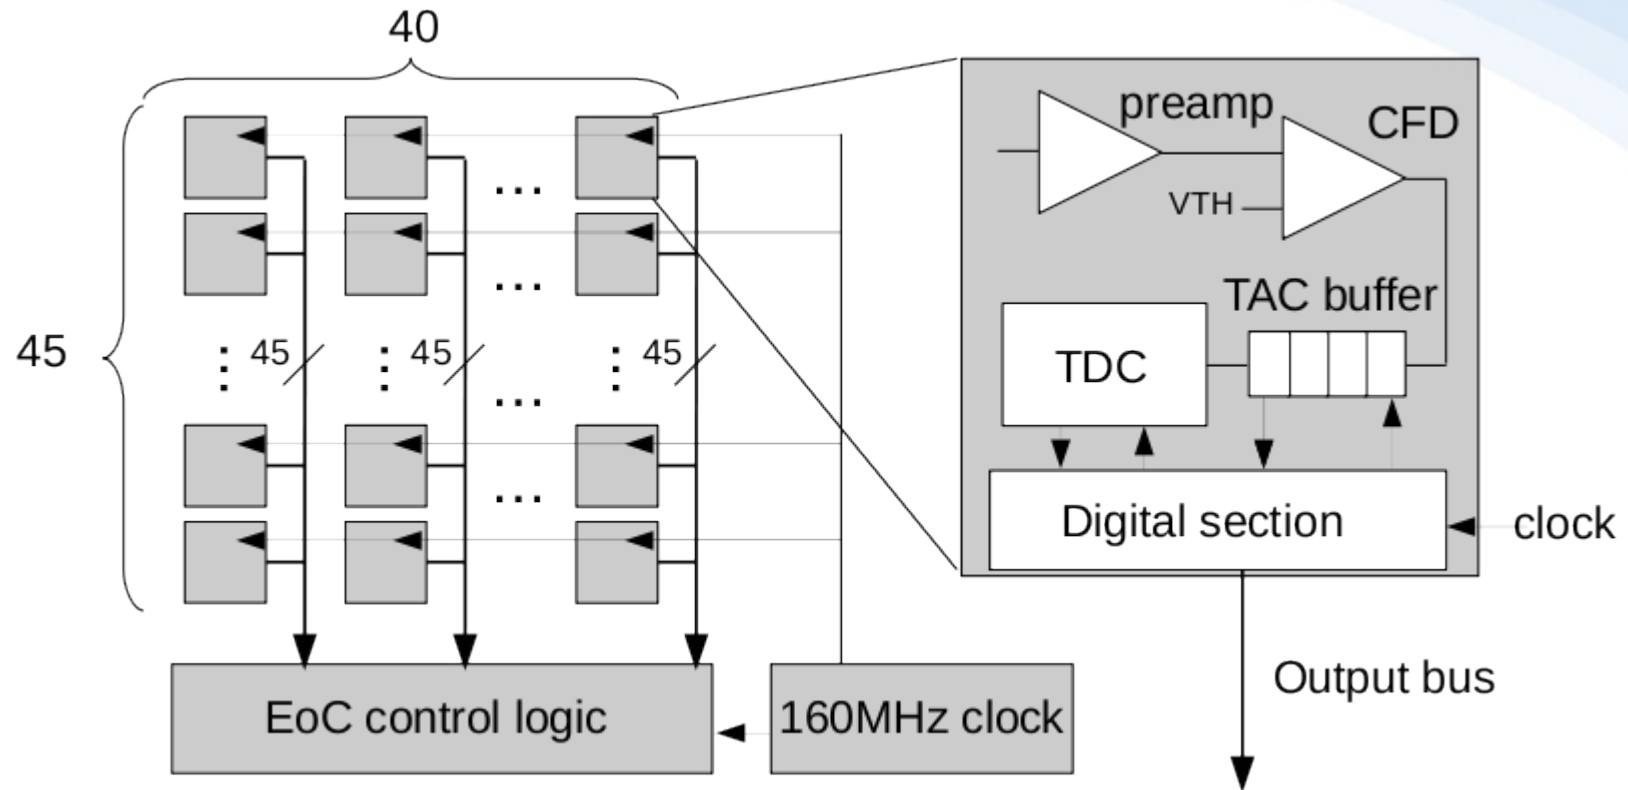 40
preamp
CFD
VTH
...
...
45
45
45
45
TAC buffer
TDC
...
...
Digital section
clock
Output bus
EoC control logic
160MHz clock